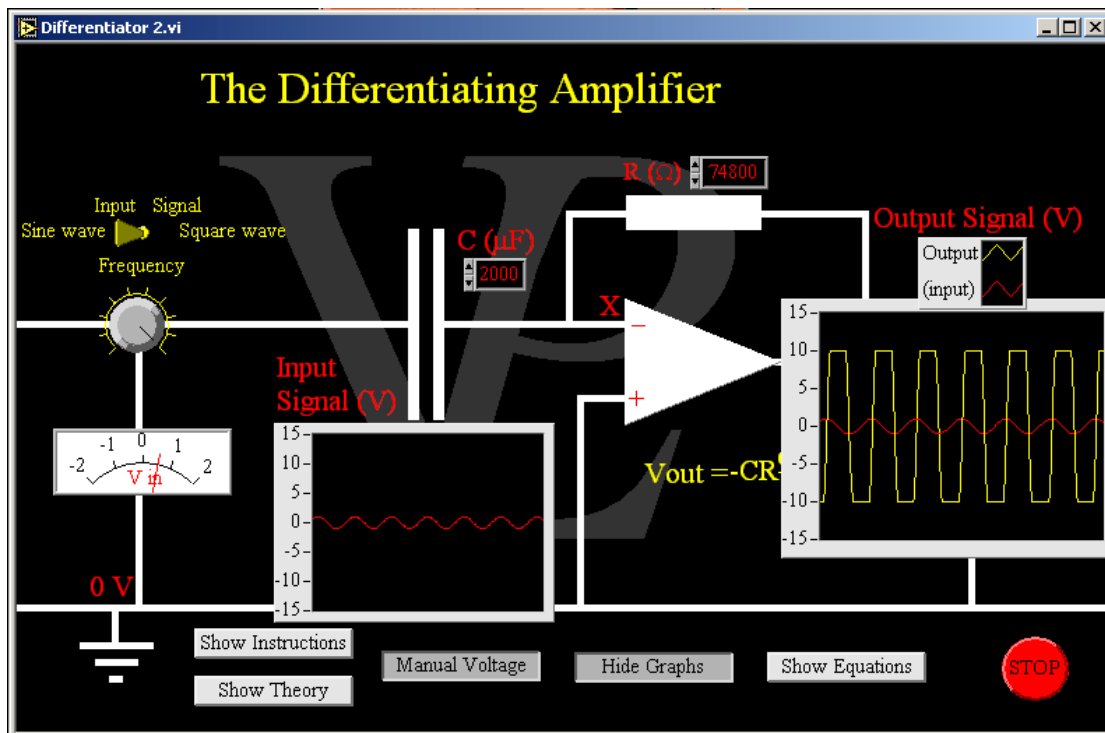 Differentiator 2.vi
The Differentiating Amplifier
R (Ω)
74800
Input Signal
Sine wave
Square wave
Frequency
C (µF)
2000
Output Signal (V)
Output
(input)
X
−
+
Input
Signal (V)
15
10
5
0
-5
-10
-15
15
10
5
0
-5
-10
-15
-2
-1
0
1
2
V in
Vout =-CR
0 V
Show Instructions
Manual Voltage
Hide Graphs
Show Equations
STOP
Show Theory